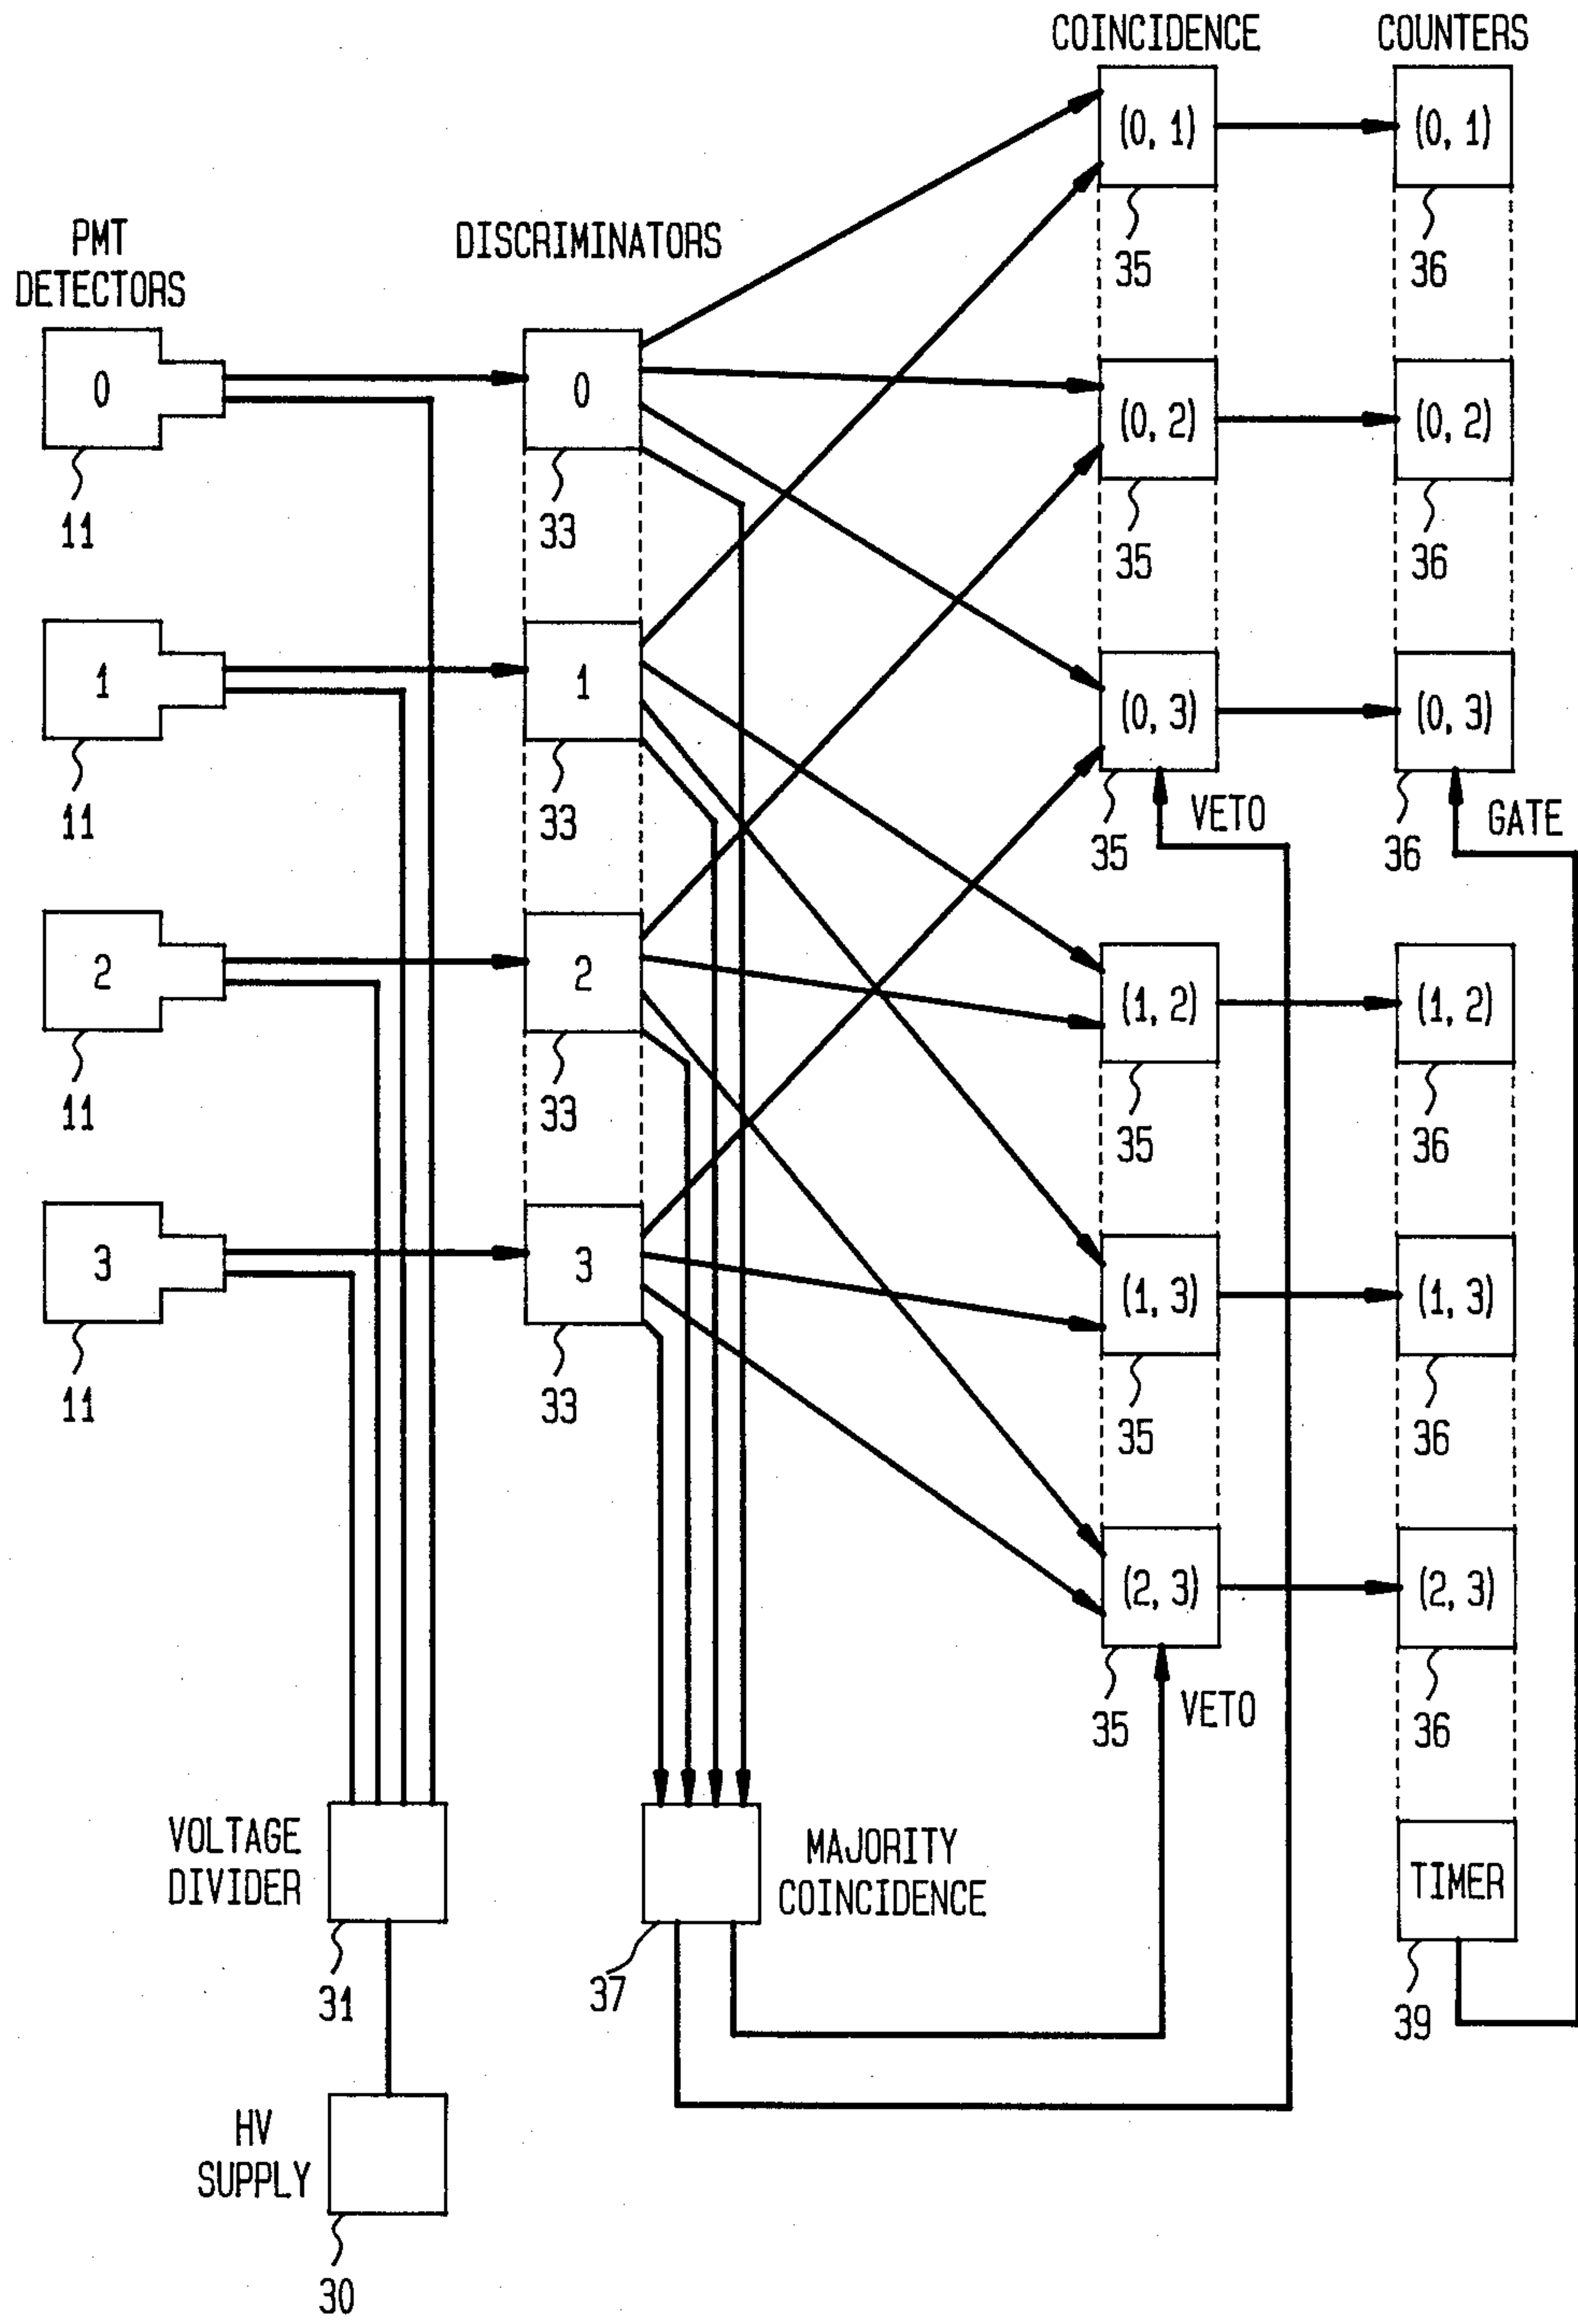 COINCIDENCE
COUNTERS
(0, 1)
(0, 1)
35
36
PMT
DETECTORS
DISCRIMINATORS
0
0
(0, 2)
(0, 2)
11
33
35
36
1
1
(0, 3)
(0, 3)
11
33
35
VETO
36
GATE
2
2
(1, 2)
(1, 2)
11
33
35
36
3
3
(1, 3)
(1, 3)
11
33
35
36
(2, 3)
(2, 3)
35
VETO
36
VOLTAGE
DIVIDER
MAJORITY
COINCIDENCE
TIMER
31
37
39
HV
SUPPLY
30